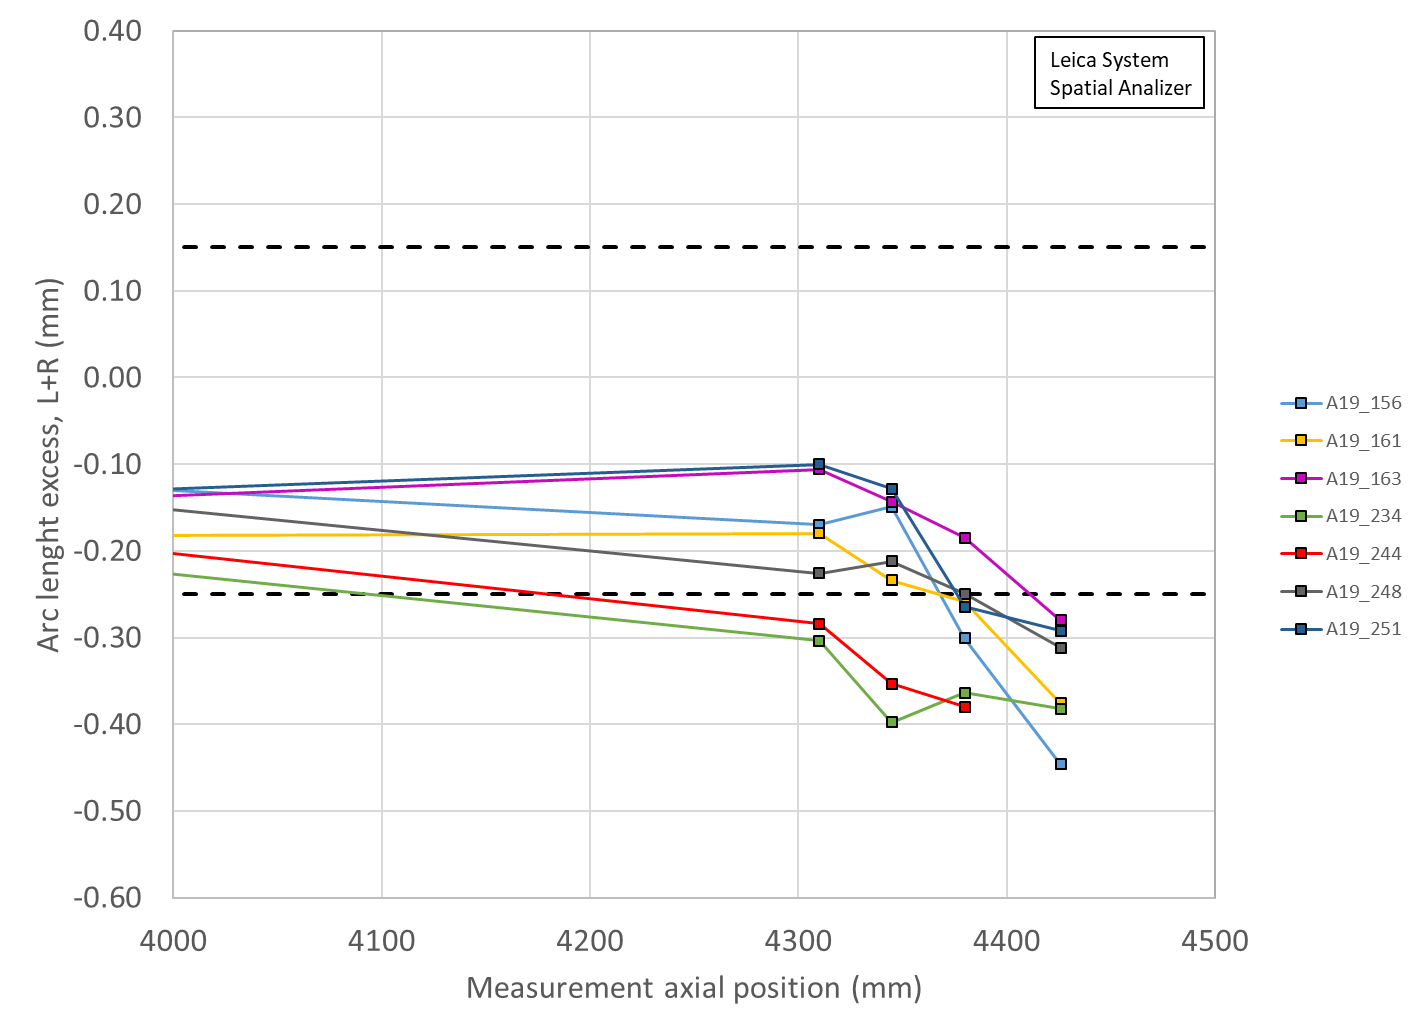 0.40
0.30
0.20
0.10
0.00
-0.10
-0.20
-0.30
-0.40
-0.50
-0.60
Arc lenght excess, L+R (mm)
Leica System
Spatial Analizer
4000 4100 4200 4300 4400 4500
Measurement axial position (mm)
A19_156
A19_161
A19_163
A19_234
A19_244
A19_248
A19_251